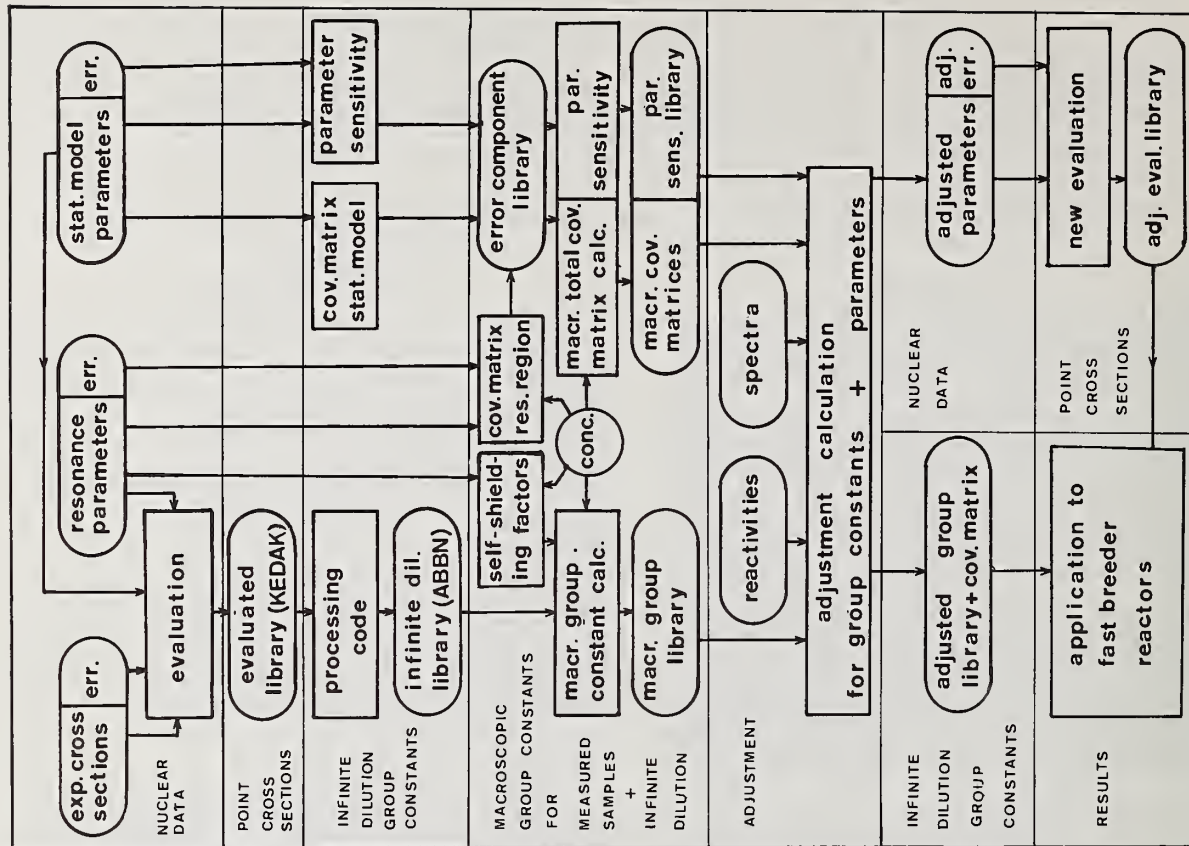 exp.cross
sections
err.
resonance
parameters
err.
stat.model
parameters
err.
evaluation
NUCLEAR
DATA
POINT
CROSS
SECTIONS
evaluated
library (KEDAK)
INFINITE
DILUTION
GROUP
CONSTANTS
processing
code
infinite dil.
library (ABBN)
cov.matrix
stat.model
parameter
sensitivity
MACROSCOPIC
GROUP CONSTANTS
FOR
MEASURED
SAMPLES
+
INFINITE
DILUTION
self-shield-
ing factors
cov.matrix
res.region
error component
library
conc.
macr. group.
constant calc.
macr. total cov.
matrix calc.
par.
sensitivity
macr. group
library
macr. cov.
matrices
par.
sens. library
ADJUSTMENT
reactivities
spectra
adjustment calculation
for group constants + parameters
INFINITE
DILUTION
GROUP
CONSTANTS
adjusted group
library+cov.matrix
NUCLEAR
DATA
adjusted
parameters
adj.
err.
RESULTS
application to
fast breeder
reactors
POINT
CROSS
SECTIONS
new evaluation
adj. eval. library